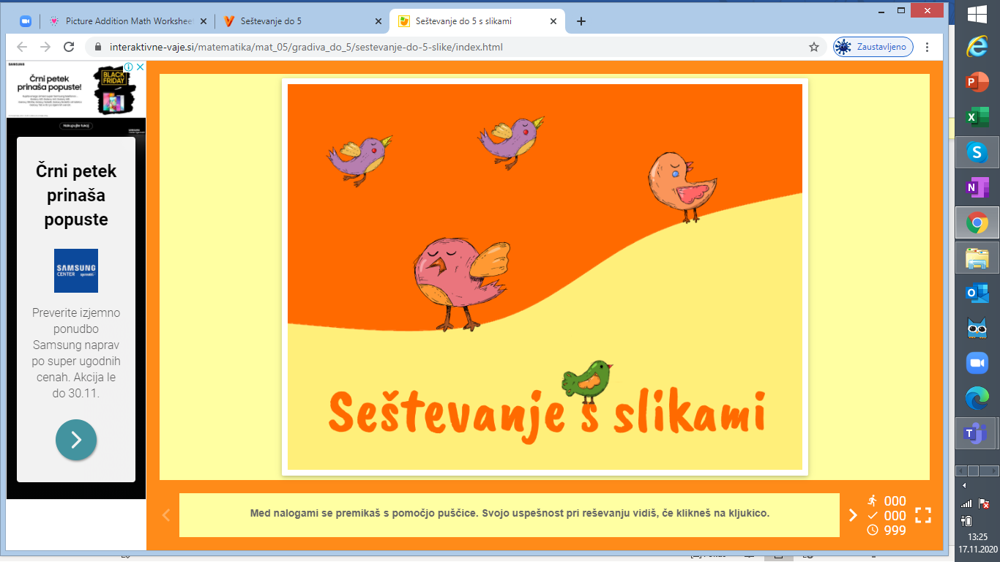 Picture Addition Math Workshee
Seštevanje do 5
Seštevanje do 5 s slikami
interaktivne-vaje.si/matematika/mat_05/gradiva_do_5/sestevanje-do-5-slike/index.html
Zaustavljeno
SAMSUNG
Črni petek
prinaša popuste!
BLACK
FRIDAY
Nakupujte tukaj
Črni petek
prinaša
popuste
SAMSUNG
CENTER
Preverite izjemno
ponudbo
Samsung naprav
po super ugodnih
cenah. Akcija le
do 30.11.
Seštevanje s slikami
Med nalogami se premikaš s pomočjo puščice. Svojo uspešnost pri reševanju vidiš, če klikneš na kljukico.
000
000
999
13:25
17.11.2020